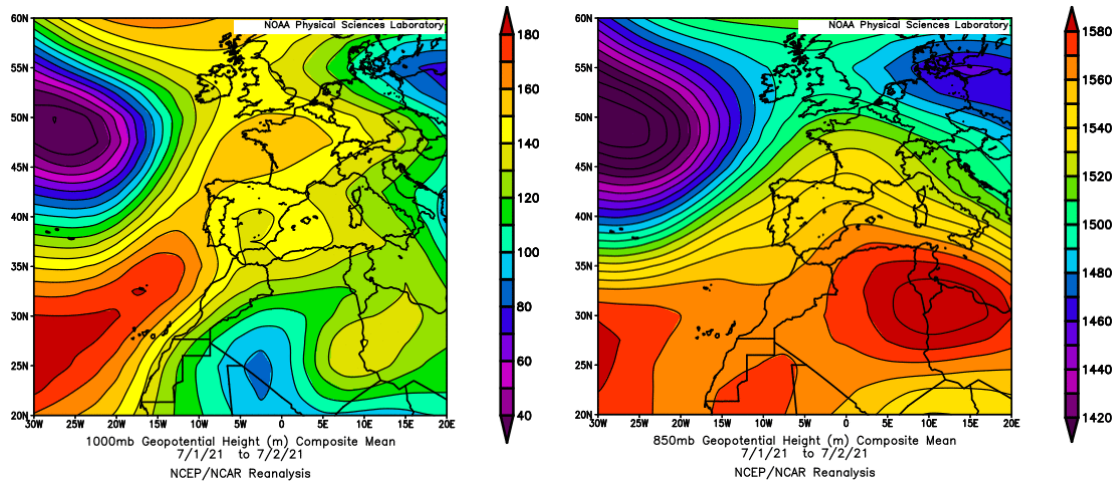 NOAA Physical Sciences Laboratory
60N
55N
50N
45N
40N
35N
30N
25N
20N
30W 25W 20W 15W 10W 5W 0 5E 10E 15E 20E
180
160
140
120
100
80
60
40
1000mb Geopotential Height (m) Composite Mean
7/1/21 to 7/2/21
NCEP/NCAR Reanalysis
NOAA Physical Sciences Laboratory
60N
55N
50N
45N
40N
35N
30N
25N
20N
30W 25W 20W 15W 10W 5W 0 5E 10E 15E 20E
1580
1560
1540
1520
1500
1480
1460
1440
1420
850mb Geopotential Height (m) Composite Mean
7/1/21 to 7/2/21
NCEP/NCAR Reanalysis